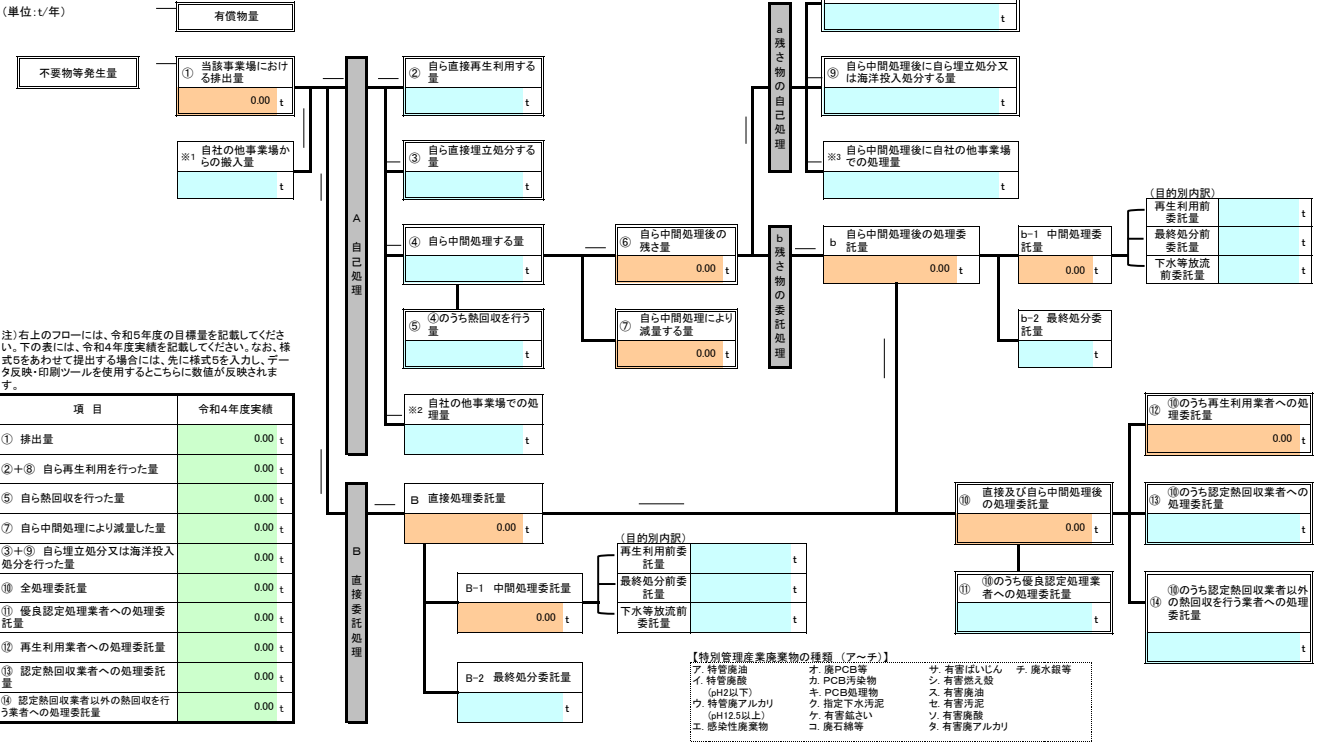 (単位:t/年)
有償物量
t
不要物等発生量
① 当該事業場におけ
る排出量
0.00 t
※1 自社の他事業場か
らの搬入量
t
A 自己処理
② 自ら直接再生利用する
量
t
③ 自ら直接埋立処分する
量
t
④ 自ら中間処理する量
t
⑤ ④のうち熱回収を行う
量
t
※2 自社の他事業場での処
理量
t
⑥ 自ら中間処理後の
残さ量
0.00 t
⑦ 自ら中間処理により
減量する量
0.00 t
a 残さ物の自己処理
⑨ 自ら中間処理後に自ら埋立処分又
は海洋投入処分する量
t
※3 自ら中間処理後に自社の他事業場
での処理量
t
b 残さ物の委託処理
b 自ら中間処理後の処理委
託量
0.00 t
b-1 中間処理委
託量
0.00 t
b-2 最終処分委
託量
t
(目的別内訳)
再生利用前
委託量
t
最終処分前
委託量
t
下水等放流
前委託量
t
注)右上のフローには、令和5年度の目標量を記載してくださ
い。下の表には、令和4年度実績を記載してください。なお、様
式5をあわせて提出する場合には、先に様式5を入力し、デー
タ反映・印刷ツールを使用するとこちらに数値が反映されま
す。
項 目 令和4年度実績
① 排出量 0.00 t
②+⑧ 自ら再生利用を行った量 0.00 t
⑤ 自ら熱回収を行った量 0.00 t
⑦ 自ら中間処理により減量した量 0.00 t
③+⑨ 自ら埋立処分又は海洋投入
処分を行った量 0.00 t
⑩ 全処理委託量 0.00 t
⑪ 優良認定処理業者への処理委
託量 0.00 t
⑫ 再生利用業者への処理委託量 0.00 t
⑬ 認定熱回収業者への処理委託
量 0.00 t
⑭ 認定熱回収業者以外の熱回収を行
う業者への処理委託量 0.00 t
B 直接委託処理
B 直接処理委託量
0.00 t
B-1 中間処理委託量
0.00 t
B-2 最終処分委託量
t
(目的別内訳)
再生利用前委
託量
t
最終処分前委
託量
t
下水等放流前
委託量
t
⑩ 直接及び自ら中間処理後
の処理委託量
0.00 t
⑪ ⑩のうち優良認定処理業
者への処理委託量
t
⑫ ⑩のうち再生利用業者への処
理委託量
0.00 t
⑬ ⑩のうち認定熱回収業者への
処理委託量
t
⑭ ⑩のうち認定熱回収業者以外
の熱回収を行う業者への処理
委託量
t
【特別管理産業廃棄物の種類 (ア~チ)】
ア. 特管廃油 オ. 廃PCB等 サ. 有害ばいじん チ. 廃水銀等
イ. 特管廃酸 カ. PCB汚染物 シ. 有害燃え殻
(pH2以下) キ. PCB処理物 ス. 有害廃油
ウ. 特管廃アルカリ ク. 指定下水汚泥 セ. 有害汚泥
(pH12.5以上) ケ. 有害鉱さい ソ. 有害廃酸
エ. 感染性廃棄物 コ. 廃石綿等 タ. 有害廃アルカリ